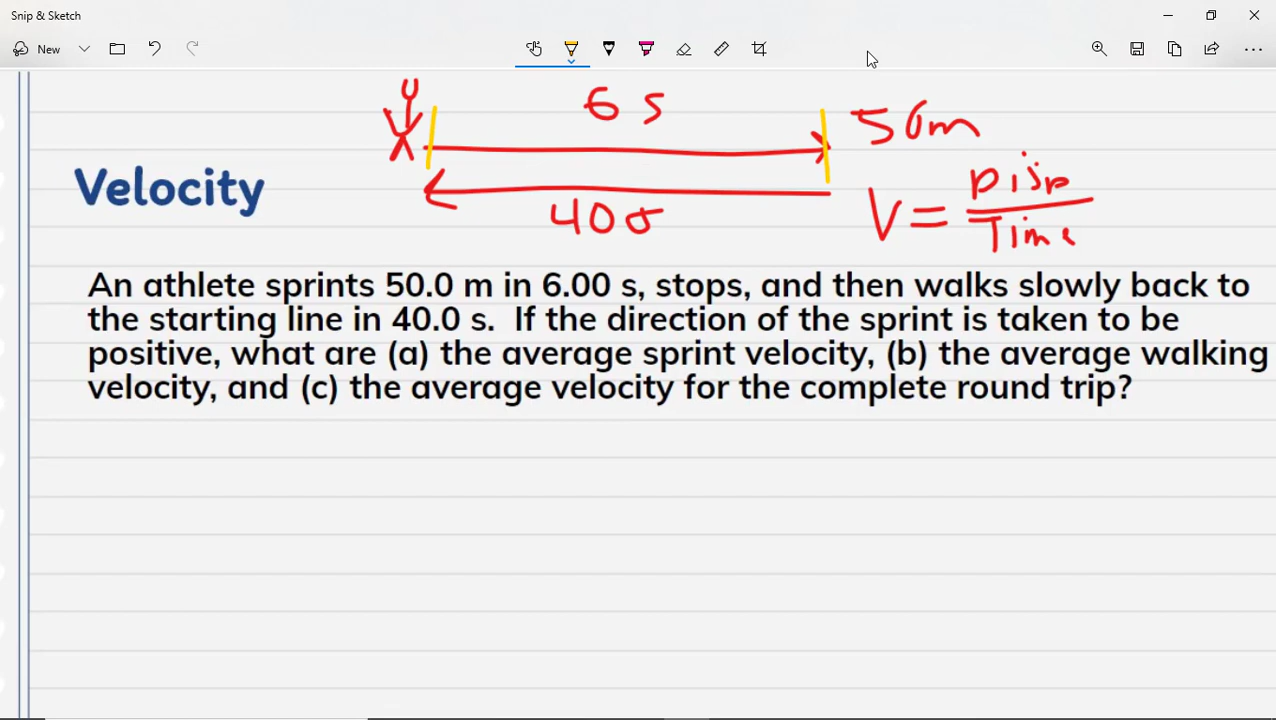 Snip & Sketch
New
6 s
50m
Velocity
40s
V = Disp
Time
An athlete sprints 50.0 m in 6.00 s, stops, and then walks slowly back to
the starting line in 40.0 s. If the direction of the sprint is taken to be
positive, what are (a) the average sprint velocity, (b) the average walking
velocity, and (c) the average velocity for the complete round trip?